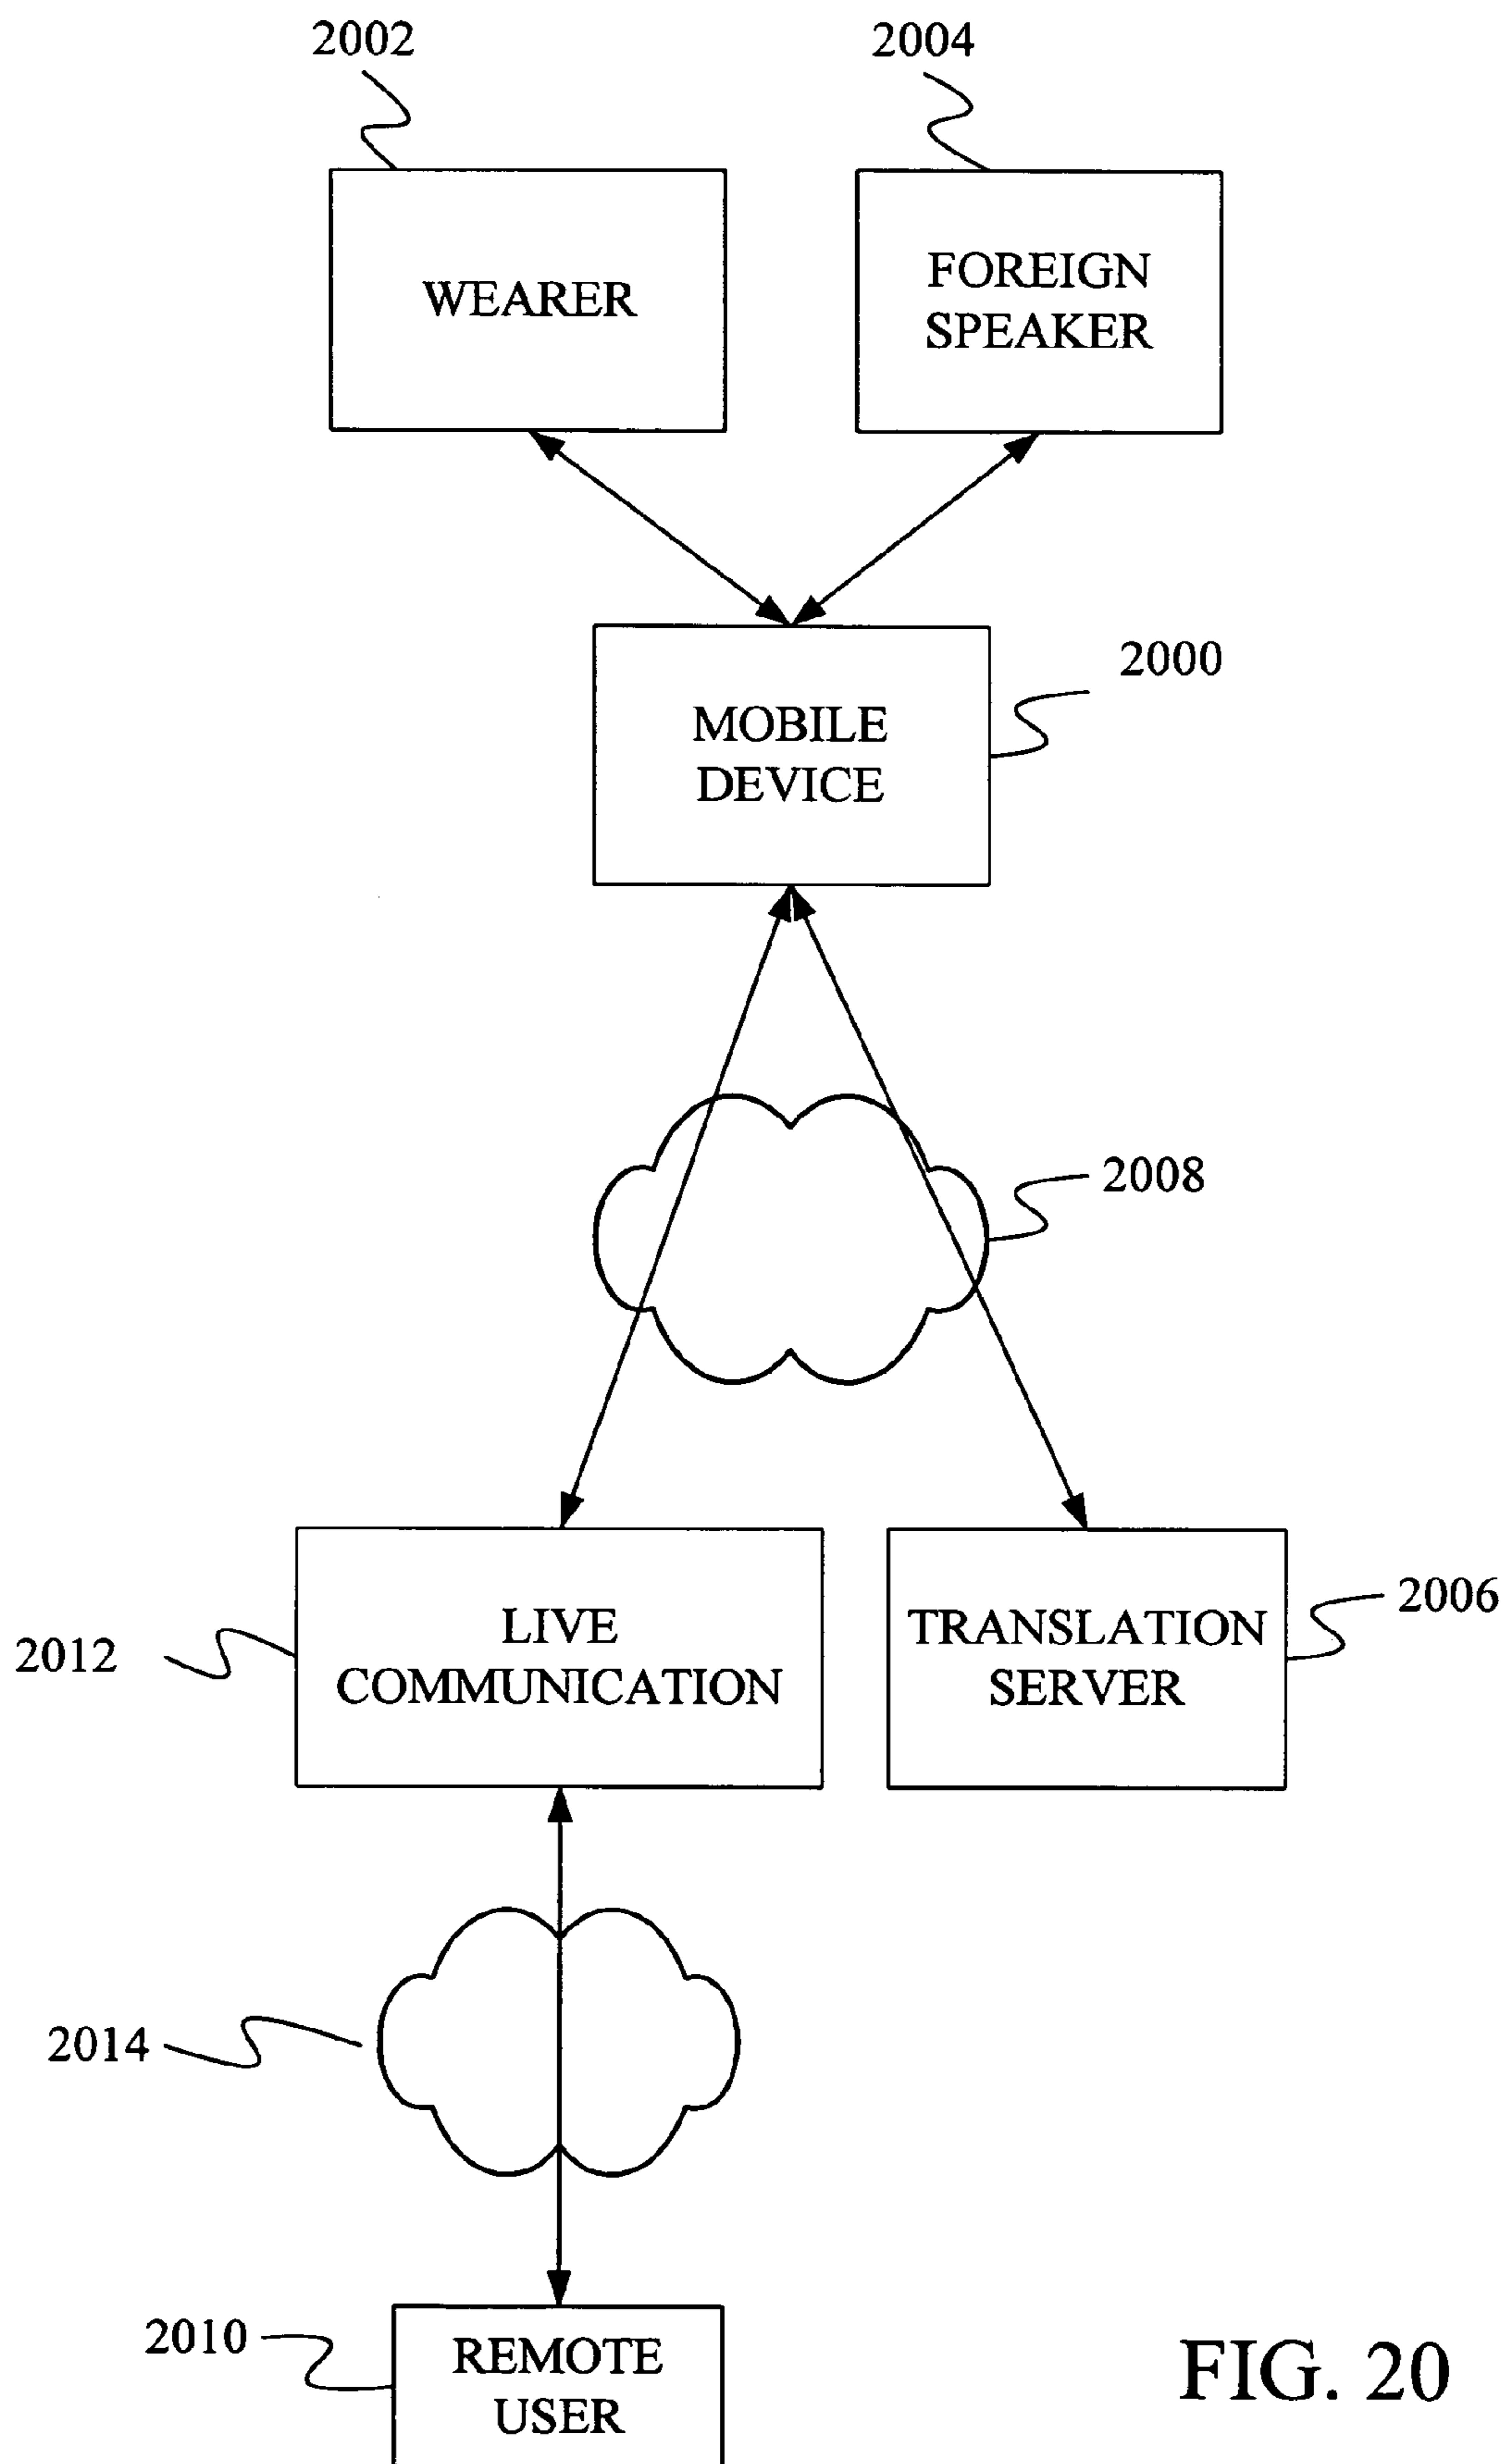 2002
2004
WEARER
FOREIGN
SPEAKER
2000
MOBILE
DEVICE
2008
2006
LIVE
COMMUNICATION
TRANSLATION
SERVER
2012
2014
2010
REMOTE
USER
FIG. 20